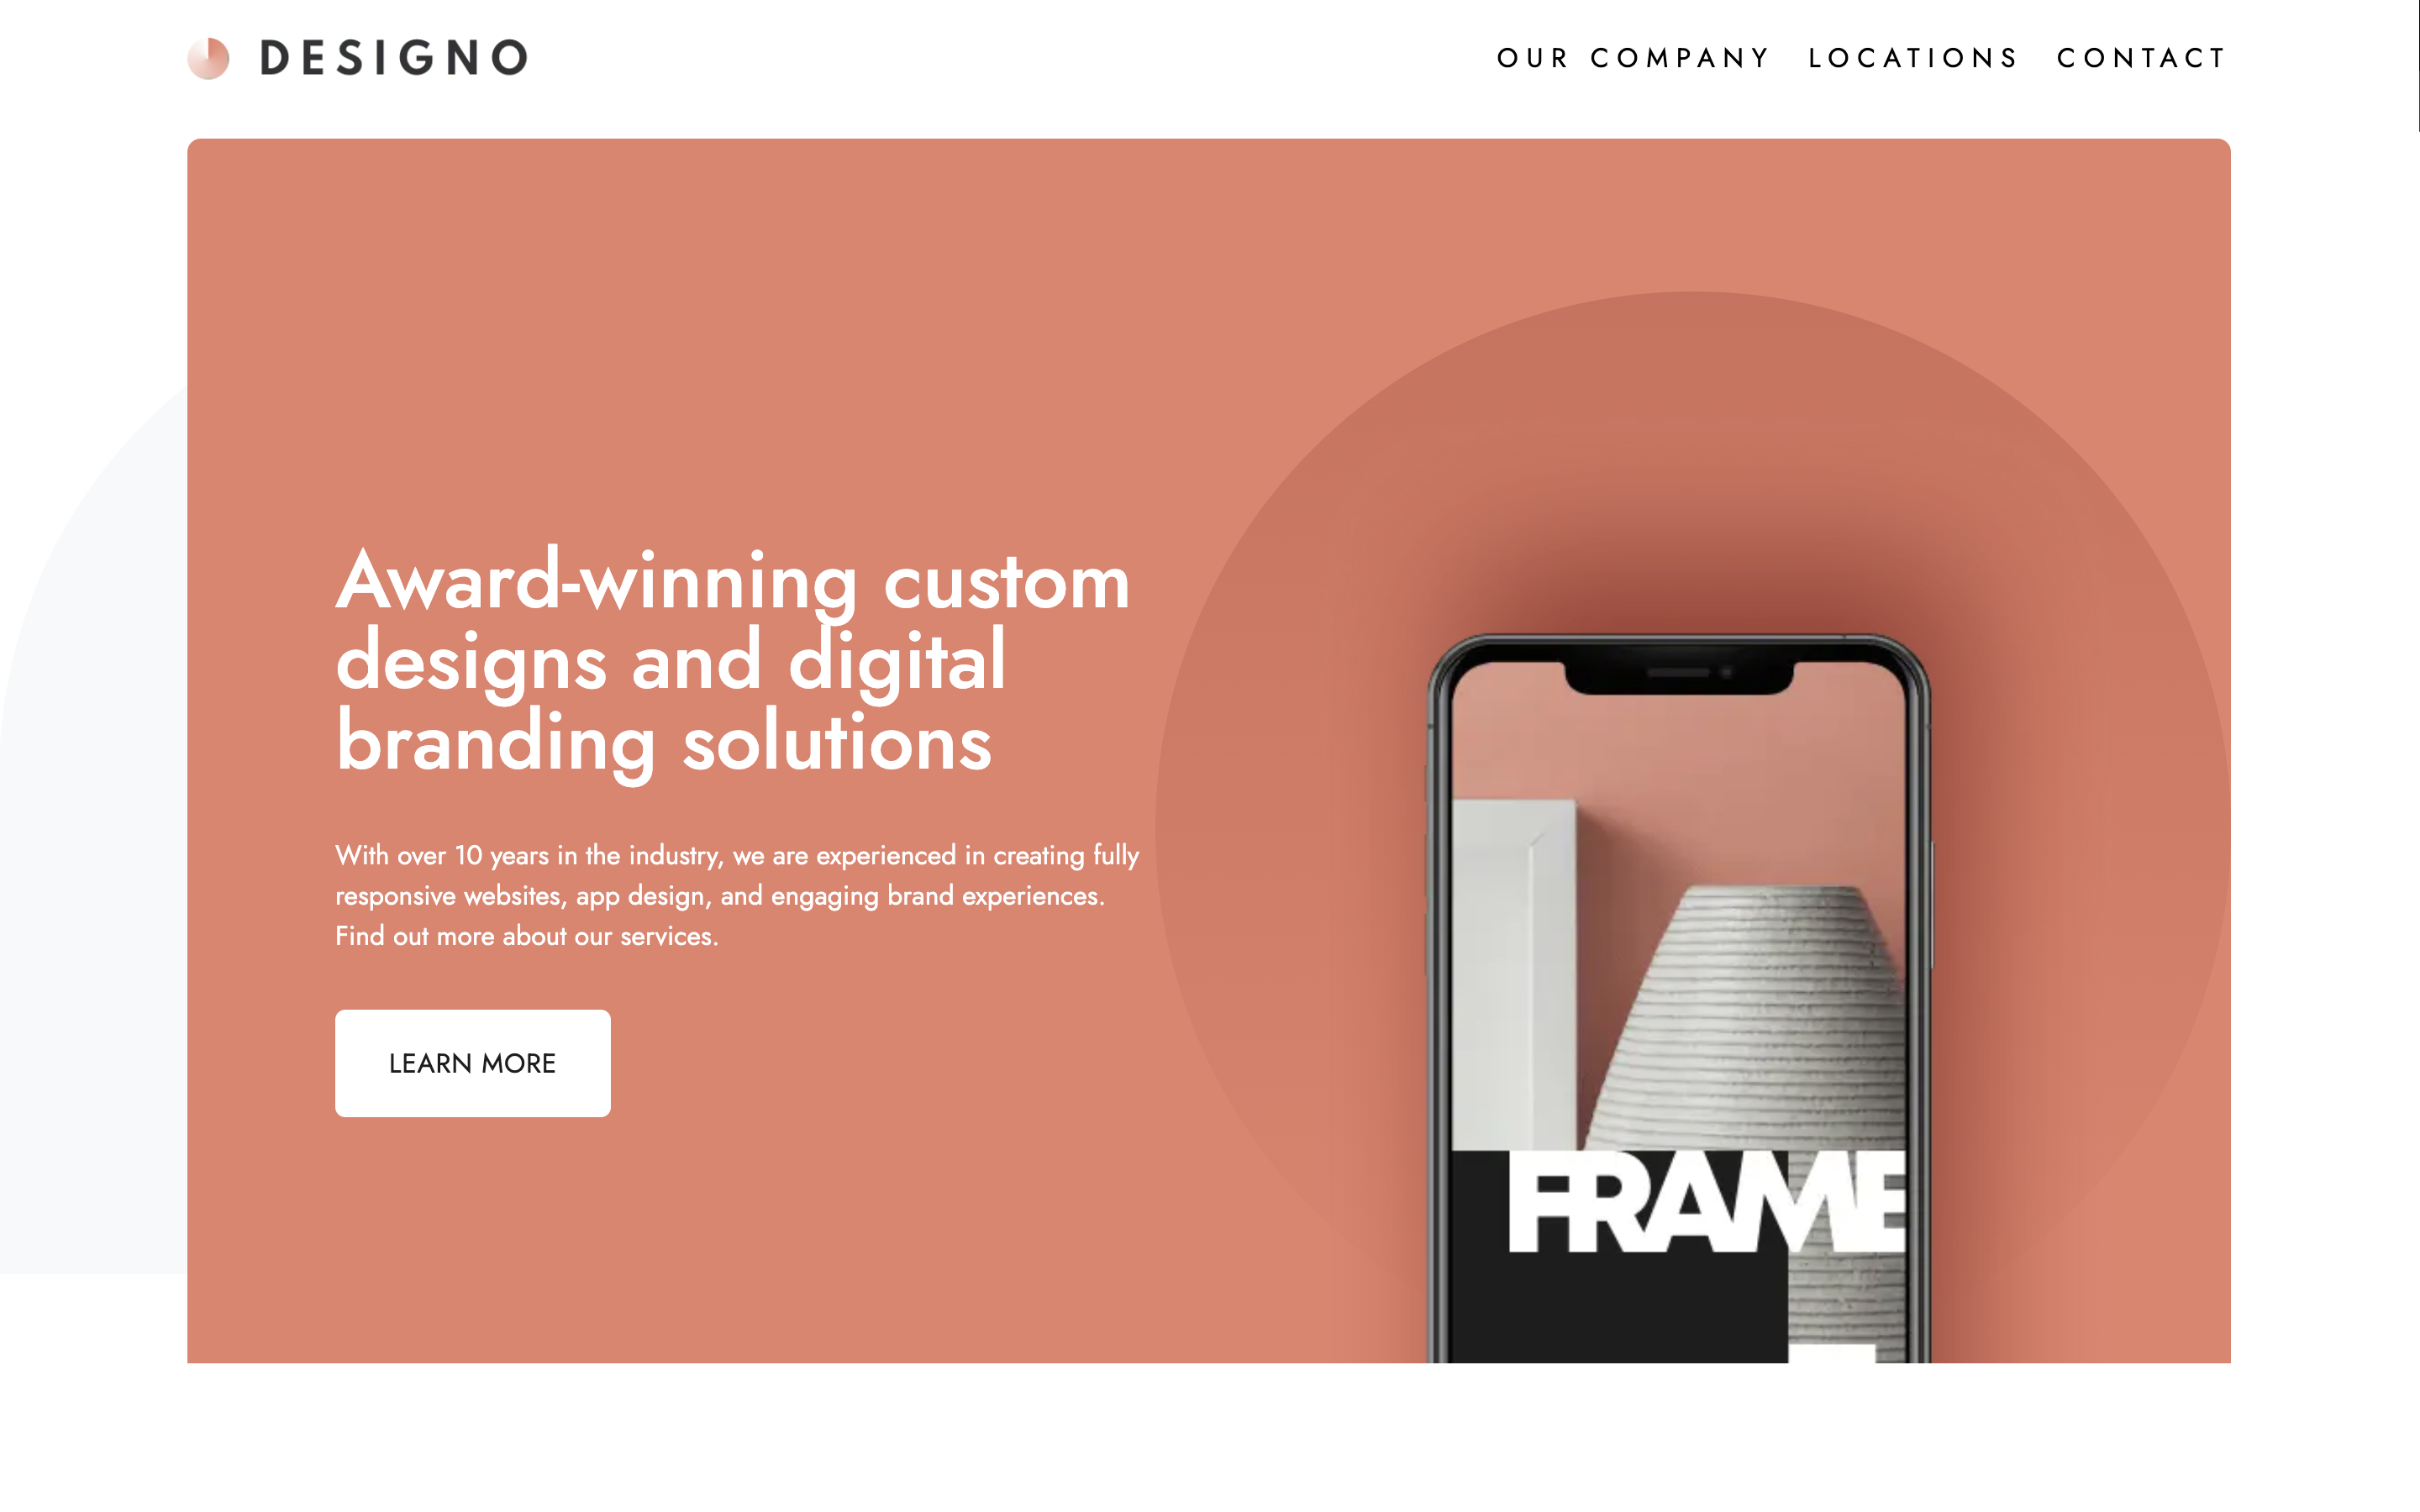 DESIGNO
OUR COMPANY LOCATIONS CONTACT
Award-winning custom
designs and digital
branding solutions
With over 10 years in the industry, we are experienced in creating fully
responsive websites, app design, and engaging brand experiences.
Find out more about our services.
LEARN MORE
FRAME